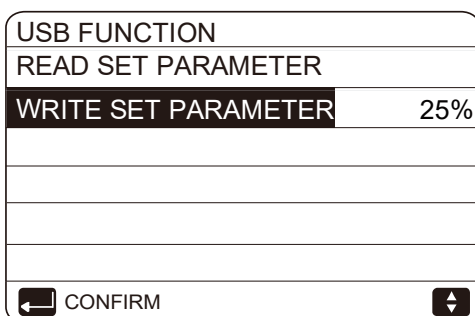 USB FUNCTION
READ SET PARAMETER
WRITE SET PARAMETER 25%
CONFIRM